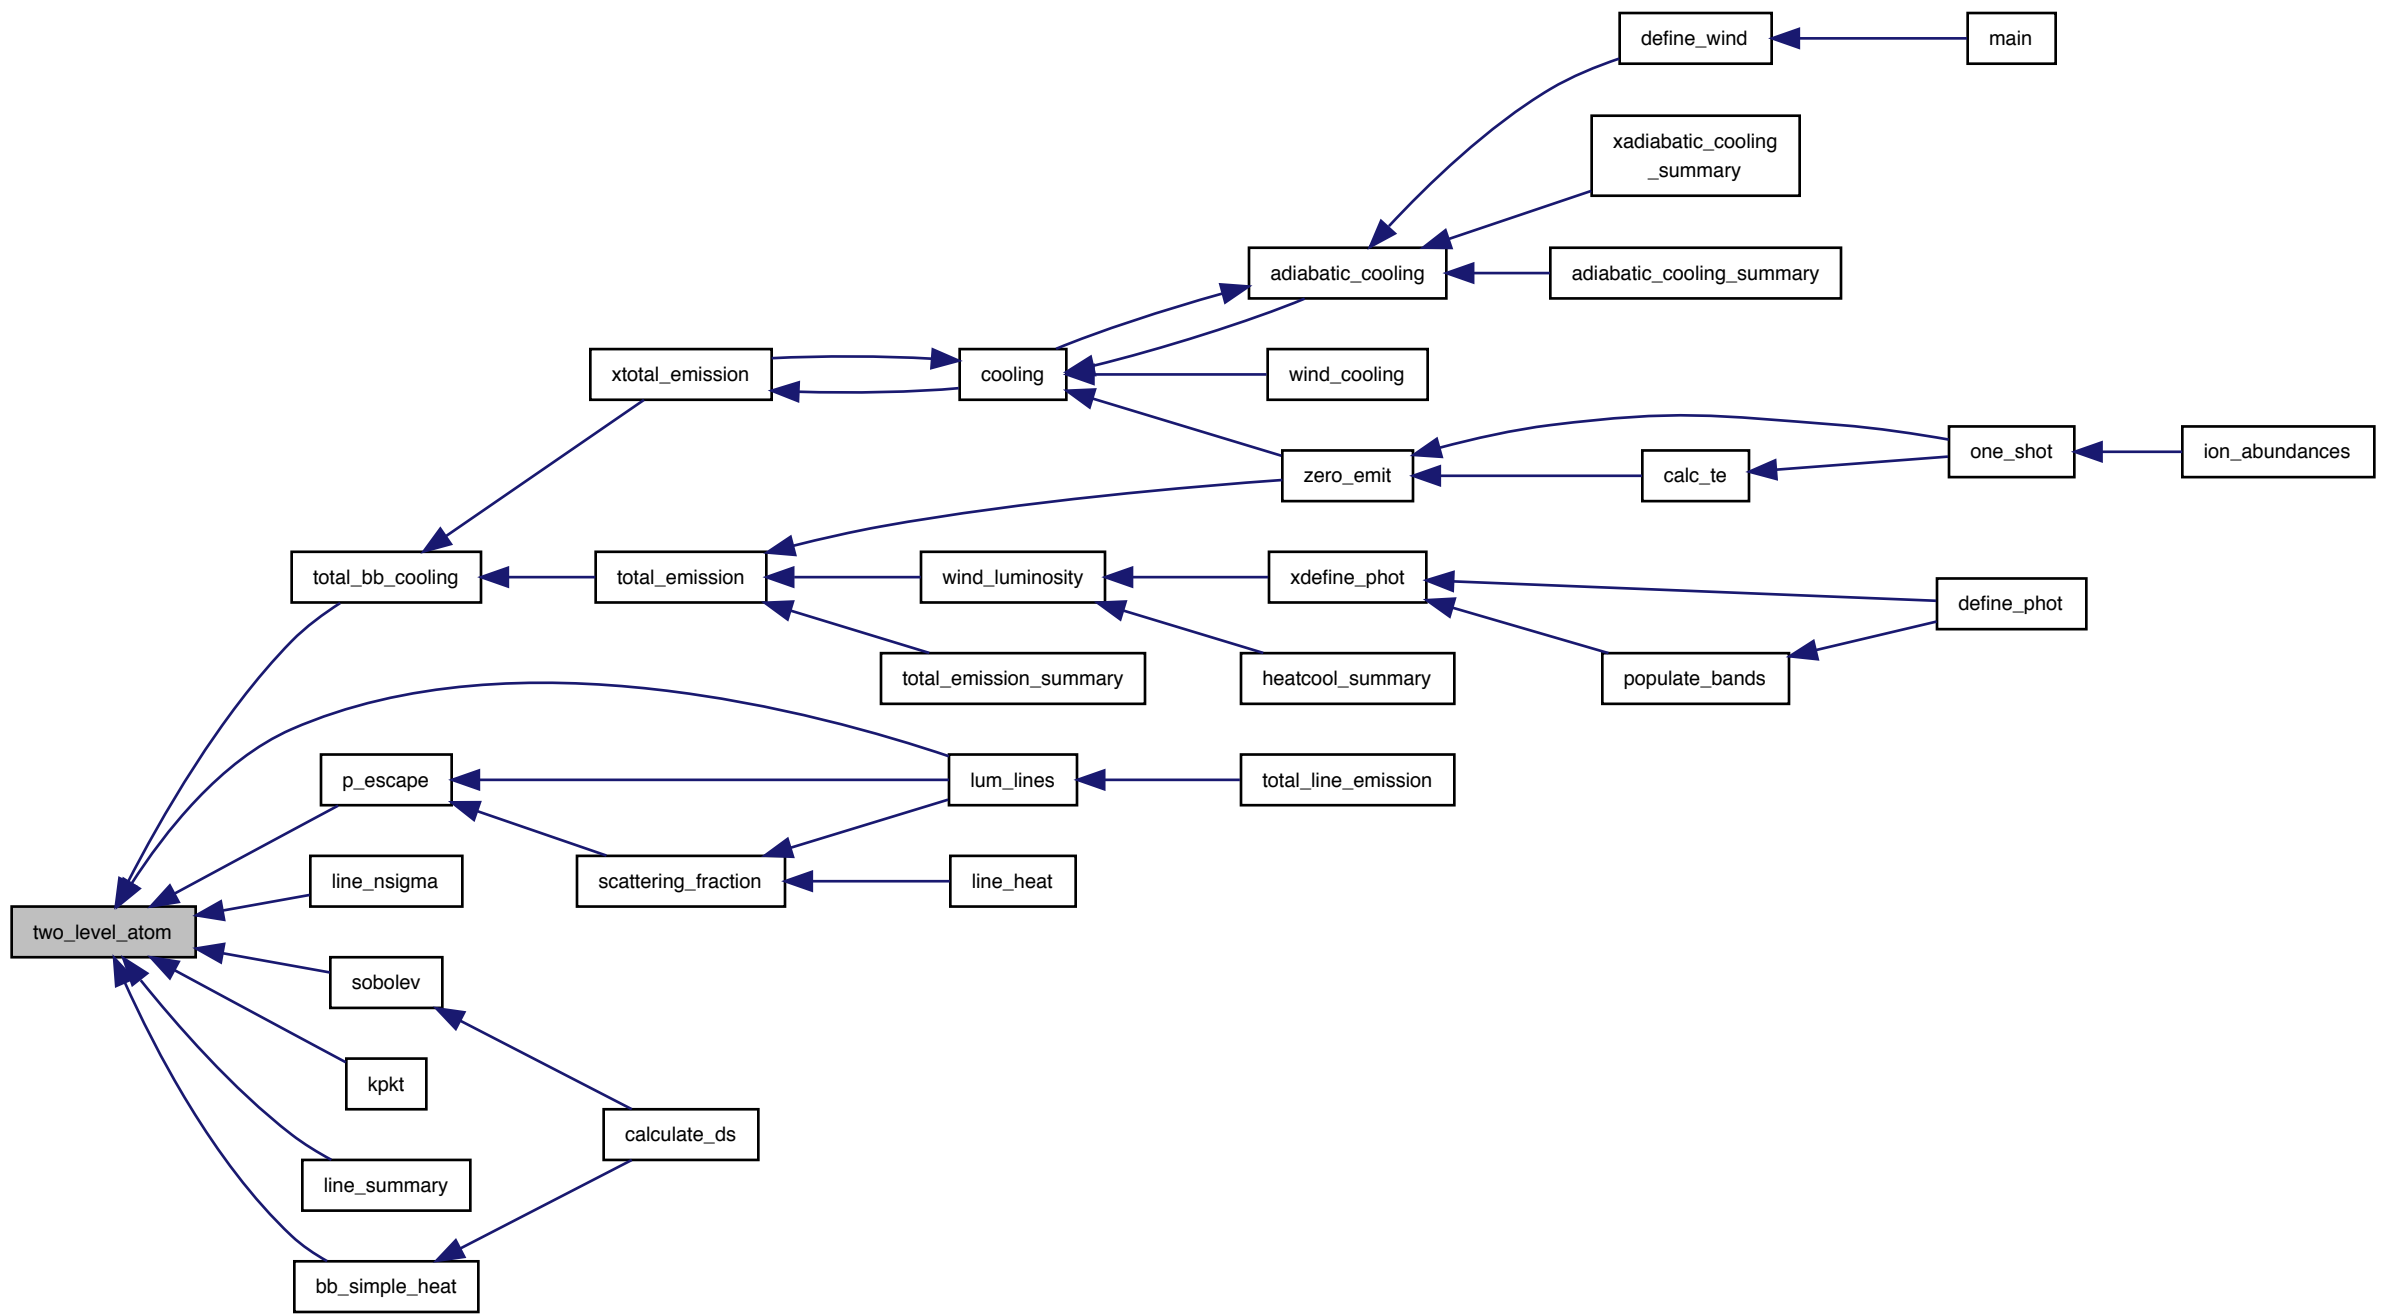 define_wind
main
xadiabatic_cooling
_summary
adiabatic_cooling
adiabatic_cooling_summary
xtotal_emission
cooling
wind_cooling
one_shot
ion_abundances
zero_emit
calc_te
total_bb_cooling
total_emission
wind_luminosity
xdefine_phot
define_phot
total_emission_summary
heatcool_summary
populate_bands
p_escape
lum_lines
total_line_emission
line_nsigma
scattering_fraction
line_heat
two_level_atom
sobolev
kpkt
calculate_ds
line_summary
bb_simple_heat